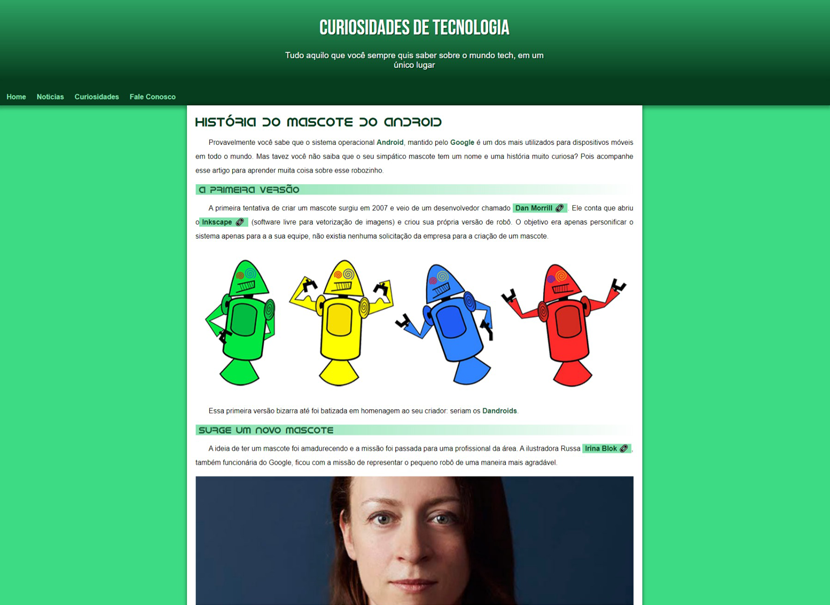 CURIOSIDADES DE TECNOLOGIA
Tudo aquilo que você sempre quis saber sobre o mundo tech, em um
único lugar
Home Notícias Curiosidades Fale Conosco
História do Mascote do Android
Provavelmente você sabe que o sistema operacional Android, mantido pelo Google é um dos mais utilizados para dispositivos móveis
em todo o mundo. Mas tavez você não saiba que o seu simpático mascote tem um nome e uma história muito curiosa? Pois acompanhe
esse artigo para aprender muita coisa sobre esse robozinho.
A primeira versão
A primeira tentativa de criar um mascote surgiu em 2007 e veio de um desenvolvedor chamado Dan Morrill. Ele conta que abriu
o Inkscape (software livre para vetorização de imagens) e criou sua própria versão de robô. O objetivo era apenas personificar o
sistema apenas para a a sua equipe, não existia nenhuma solicitação da empresa para a criação de um mascote.
Essa primeira versão bizarra até foi batizada em homenagem ao seu criador: seriam os Dandroids.
Surge um novo mascote
A ideia de ter um mascote foi amadurecendo e a missão foi passada para uma profissional da área. A ilustradora Russa Irina Blok,
também funcionária do Google, ficou com a missão de representar o pequeno robô de uma maneira mais agradável.